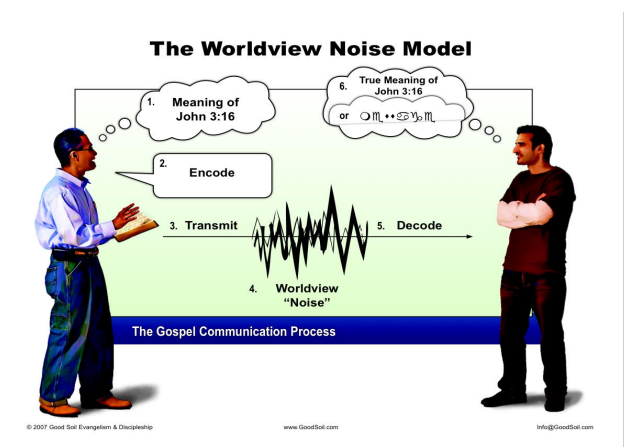 The Worldview Noise Model
1. Meaning of
John 3:16
6. True Meaning of
John 3:16
or ❍♏⬧⬧♋♑♏
2. Encode
3. Transmit
5. Decode
4. Worldview
“Noise”
The Gospel Communication Process
© 2007 Good Soil Evangelism & Discipleship
www.GoodSoil.com
Info@GoodSoil.com